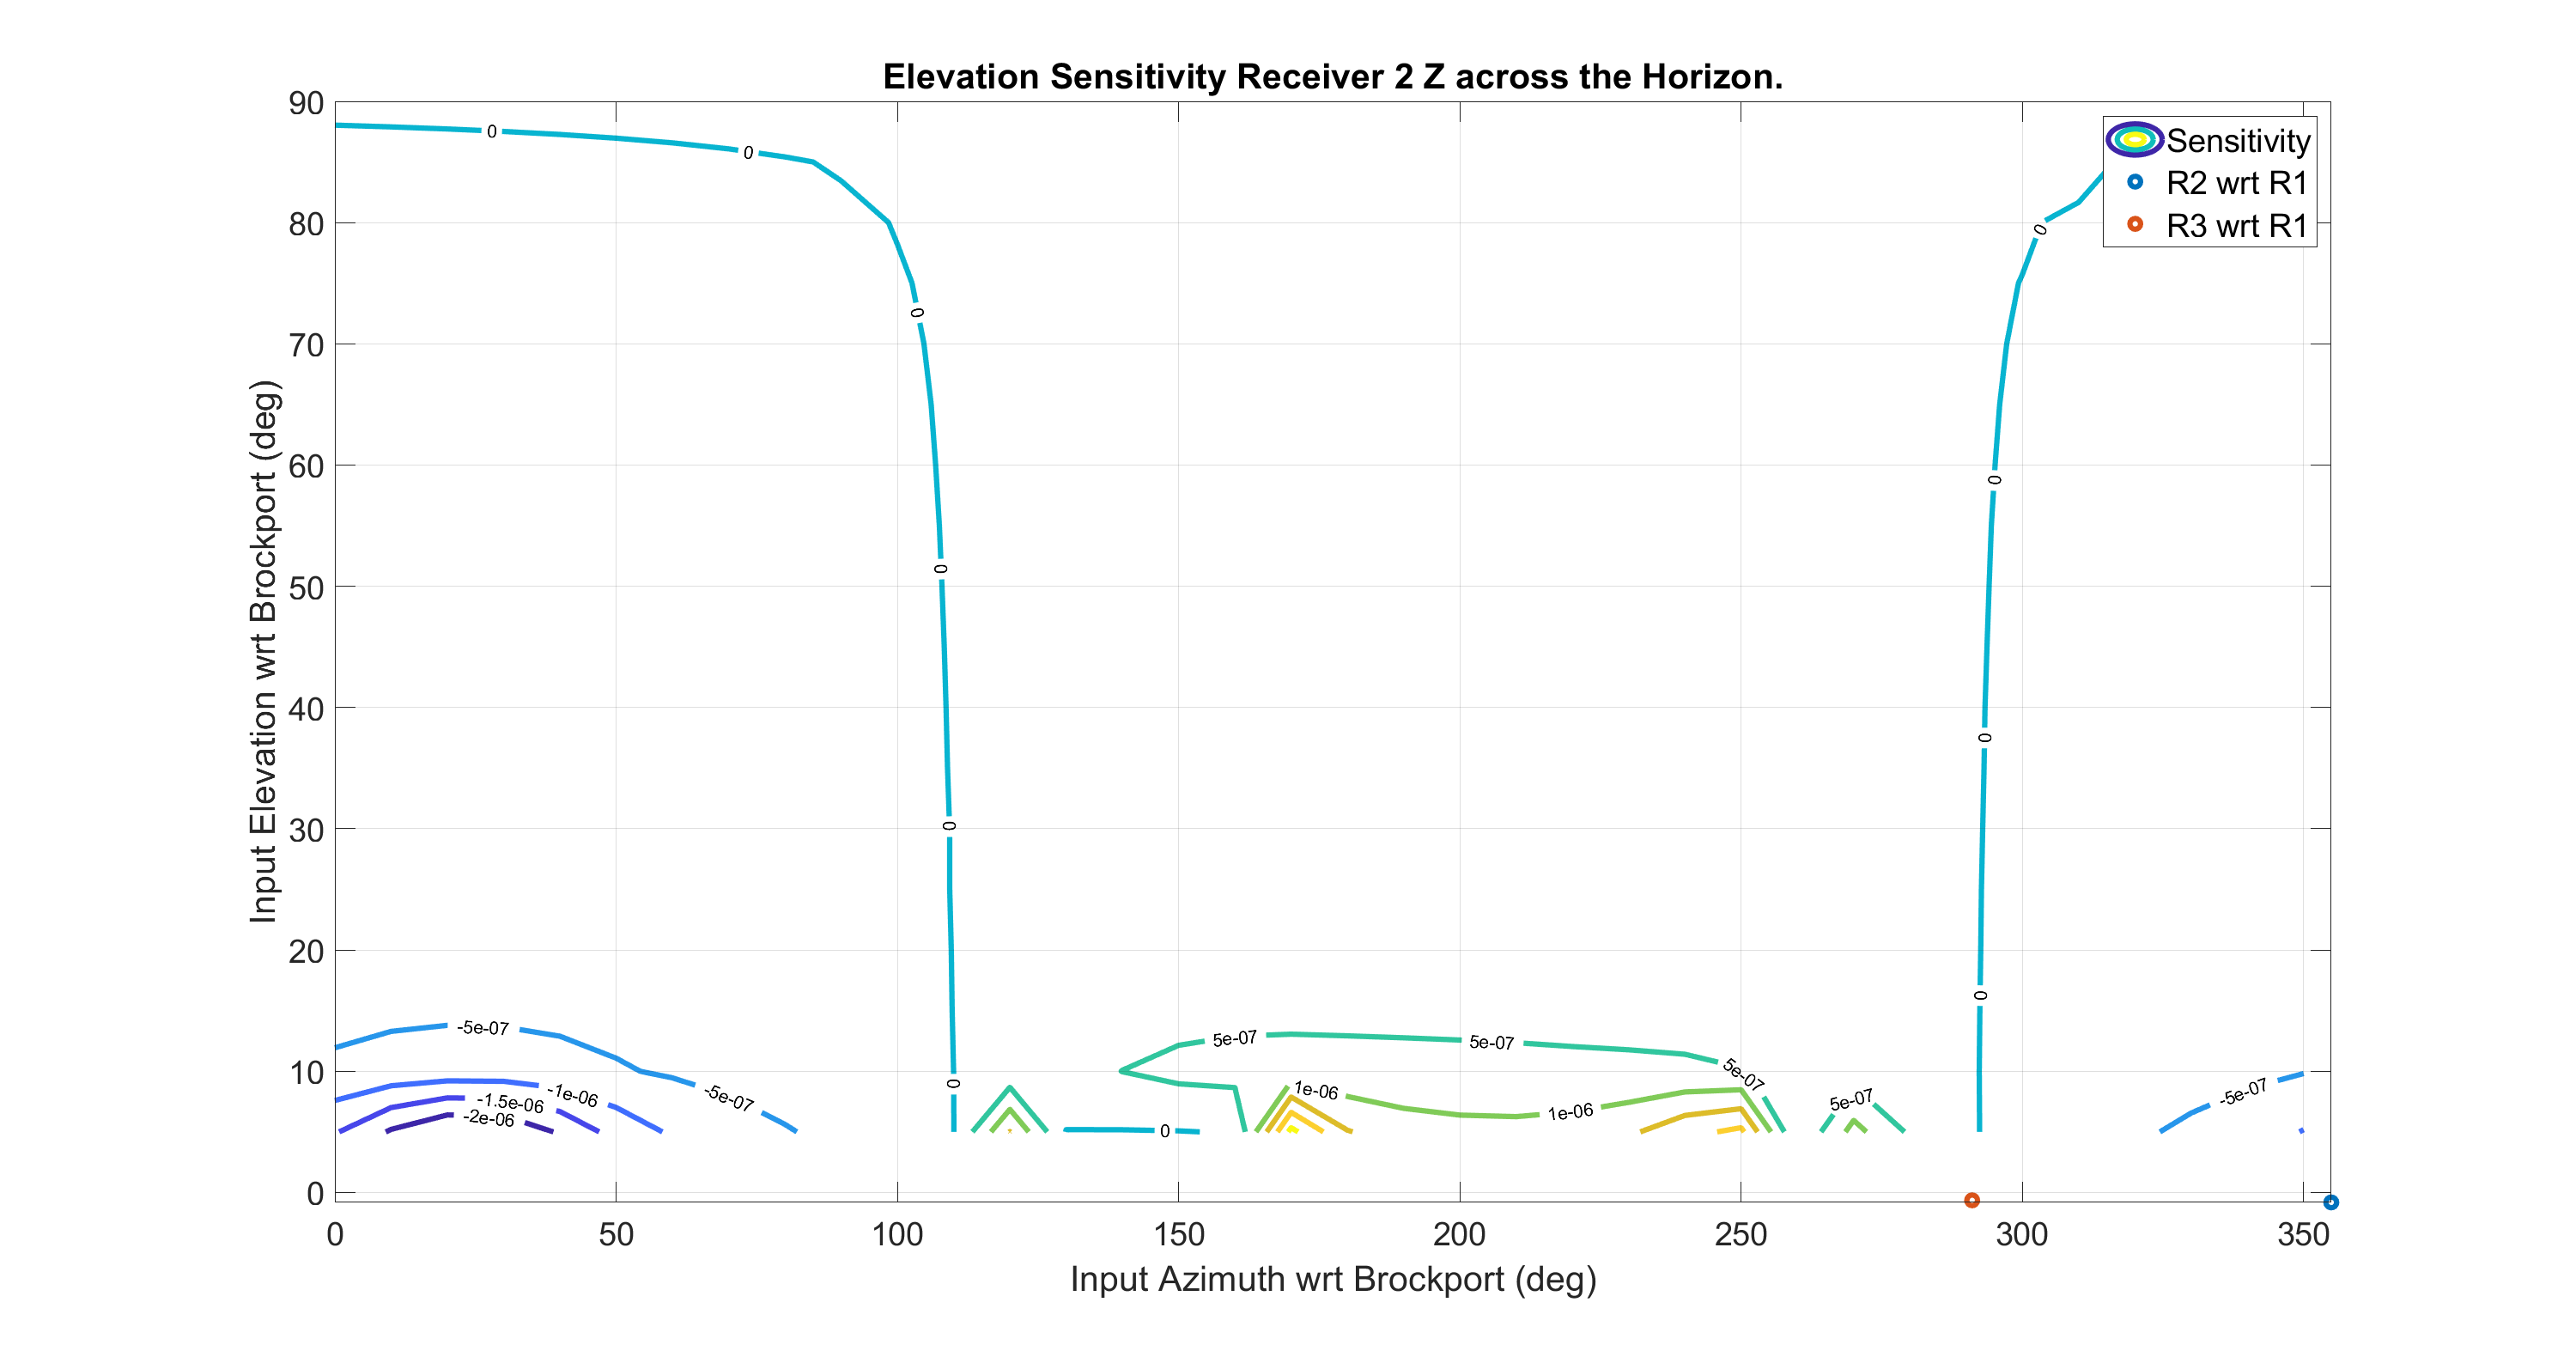 Elevation Sensitivity Receiver 2 Z across the Horizon.
Sensitivity
R2 wrt R1
R3 wrt R1
Input Elevation wrt Brockport (deg)
90
80
70
60
50
40
30
20
10
0
0
0
0
0
0
0
0
0
0
0
0
0
-5e-07
-1e-06
-1.5e-06
-2e-06
-5e-07
5e-07
5e-07
5e-07
1e-06
1e-06
5e-07
-5e-07
0 50 100 150 200 250 300 350
Input Azimuth wrt Brockport (deg)